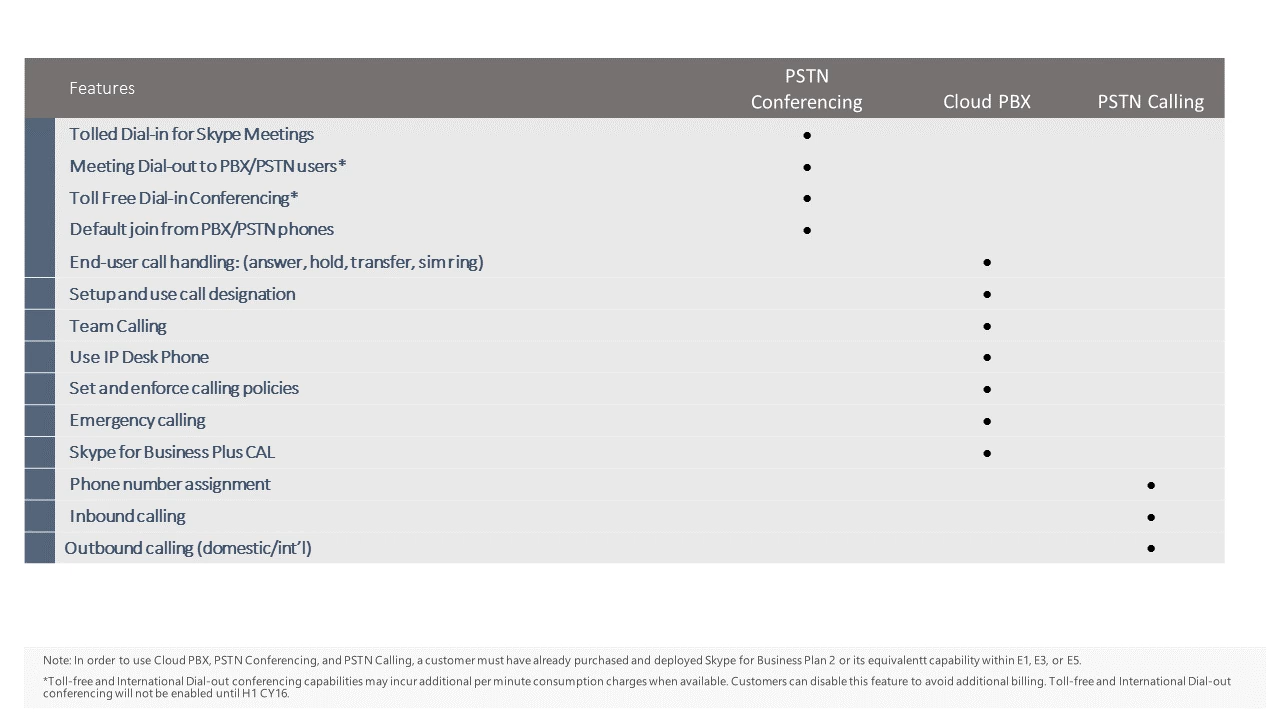 Features
PSTN
Conferencing
Cloud PBX
PSTN Calling
Tolled Dial-in for Skype Meetings
•
Meeting Dial-out to PBX/PSTN users*
•
Toll Free Dial-in Conferencing*
•
Default join from PBX/PSTN phones
•
End-user call handling: (answer, hold, transfer, sim ring)
•
Setup and use call designation
•
Team Calling
•
Use IP Desk Phone
•
Set and enforce calling policies
•
Emergency calling
•
Skype for Business Plus CAL
•
Phone number assignment
•
Inbound calling
•
Outbound calling (domestic/int’l)
•
Note: In order to use Cloud PBX, PSTN Conferencing, and PSTN Calling, a customer must have already purchased and deployed Skype for Business Plan 2 or its equivalentt capability within E1, E3, or E5.
*Toll-free and International Dial-out conferencing capabilities may incur additional per minute consumption charges when available. Customers can disable this feature to avoid additional billing. Toll-free and International Dial-out
conferencing will not be enabled until H1 CY16.